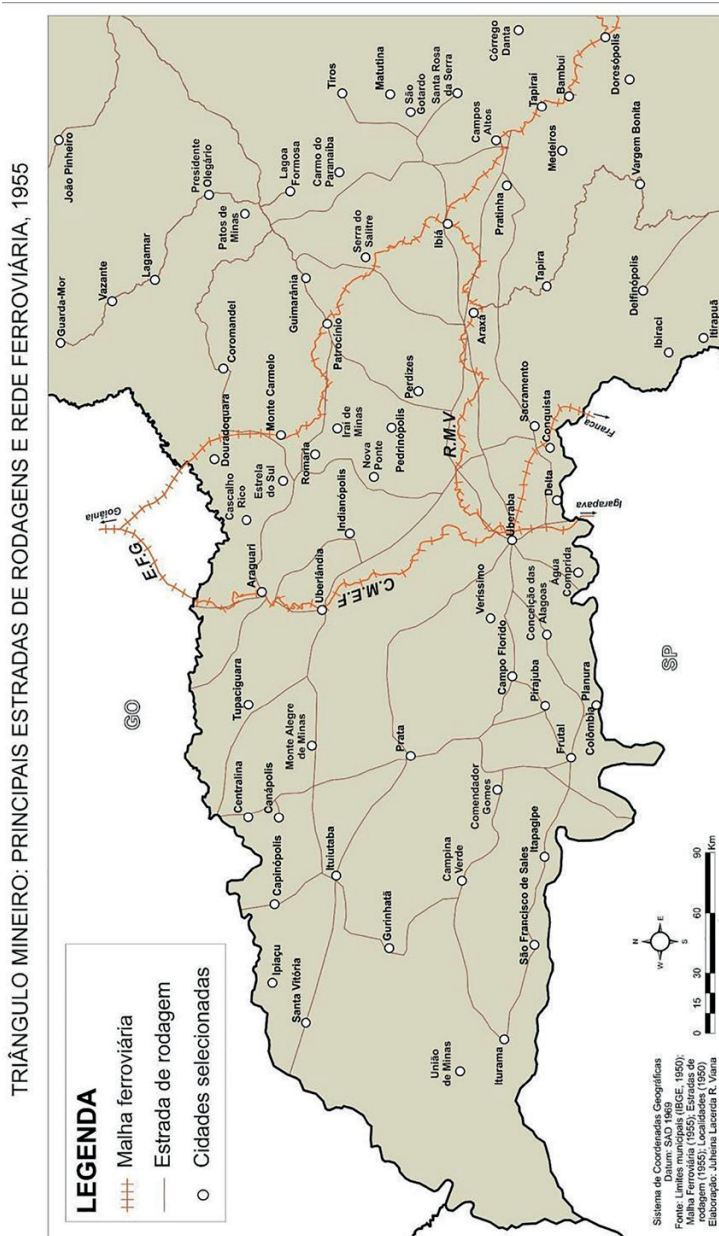 TRIÂNGULO MINEIRO: PRINCIPAIS ESTRADAS DE RODAGENS E REDE FERROVIÁRIA, 1955
LEGENDA
Malha ferroviária
Estrada de rodagem
Cidades selecionadas
GO
SP
E.F.G
Goiânia
C.M.E.F
R.M.V
Franca
Igarapava
João Pinheiro
Guarda-Mor
Vazante
Lagamar
Presidente
Olegário
Patos de
Minas
Lagoa
Formosa
Carmo do
Paranaíba
Tiros
Matutina
São
Gotardo
Santa Rosa
da Serra
Córrego
Danta
Coromandel
Guimarânia
Serra do
Salitre
Patrocínio
Douradoquara
Monte Carmelo
Cascalho
Rico
Estrela
do Sul
Romaria
Iraí de
Minas
Perdizes
Nova
Ponte
Pedrinópolis
Indianópolis
Araguari
Uberlândia
Ibiá
Campos
Altos
Pratinha
Tapiraí
Bambuí
Medeiros
Doresópolis
Araxá
Tapira
Vargem Bonita
Delfinópolis
Ibiraci
Itirapuã
Sacramento
Conquista
Delta
Uberaba
Água
Comprida
Veríssimo
Conceição das
Alagoas
Campo Florido
Pirajuba
Planura
Colômbia
Frutal
Tupaciguara
Monte Alegre
de Minas
Prata
Centralina
Canápolis
Capinópolis
Ituiutaba
Comendador
Gomes
Campina
Verde
Itapagipe
Ipiaçu
Gurinhatã
São Francisco de Sales
Santa Vitória
União
de Minas
Iturama
N
W
E
S
0
15
30
60
90
Km
Sistema de Coordenadas Geográficas
Datum: SAD 1969
Fonte: Limites municipais (IBGE, 1950);
Malha Ferroviária (1955); Estradas de
rodagem (1955); Localidades (1950)
Elaboração: Juheina Lacerda R. Viana